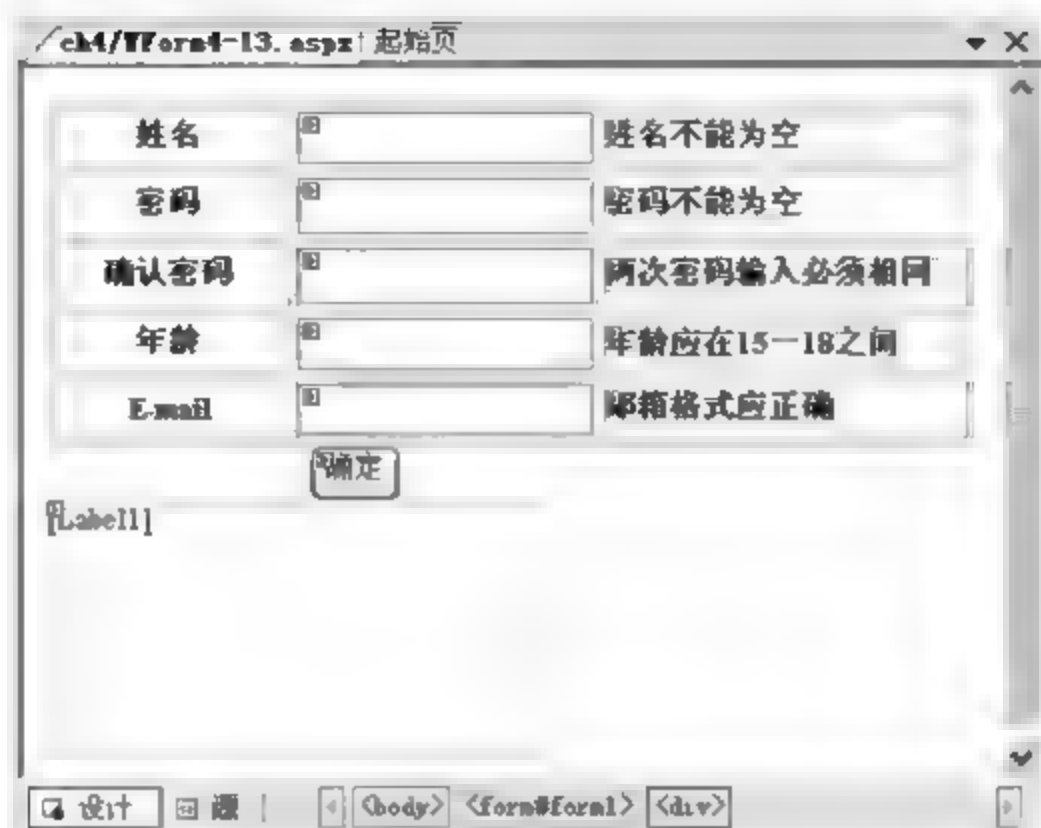 ch4/WForm4-13.aspx 起始页
姓名 姓名不能为空
密码 密码不能为空
确认密码 两次密码输入必须相同
年龄 年龄应在15—18之间
E-mail 邮箱格式应正确
确定
[Label1]
设计 源 <body> <form#form1> <div>